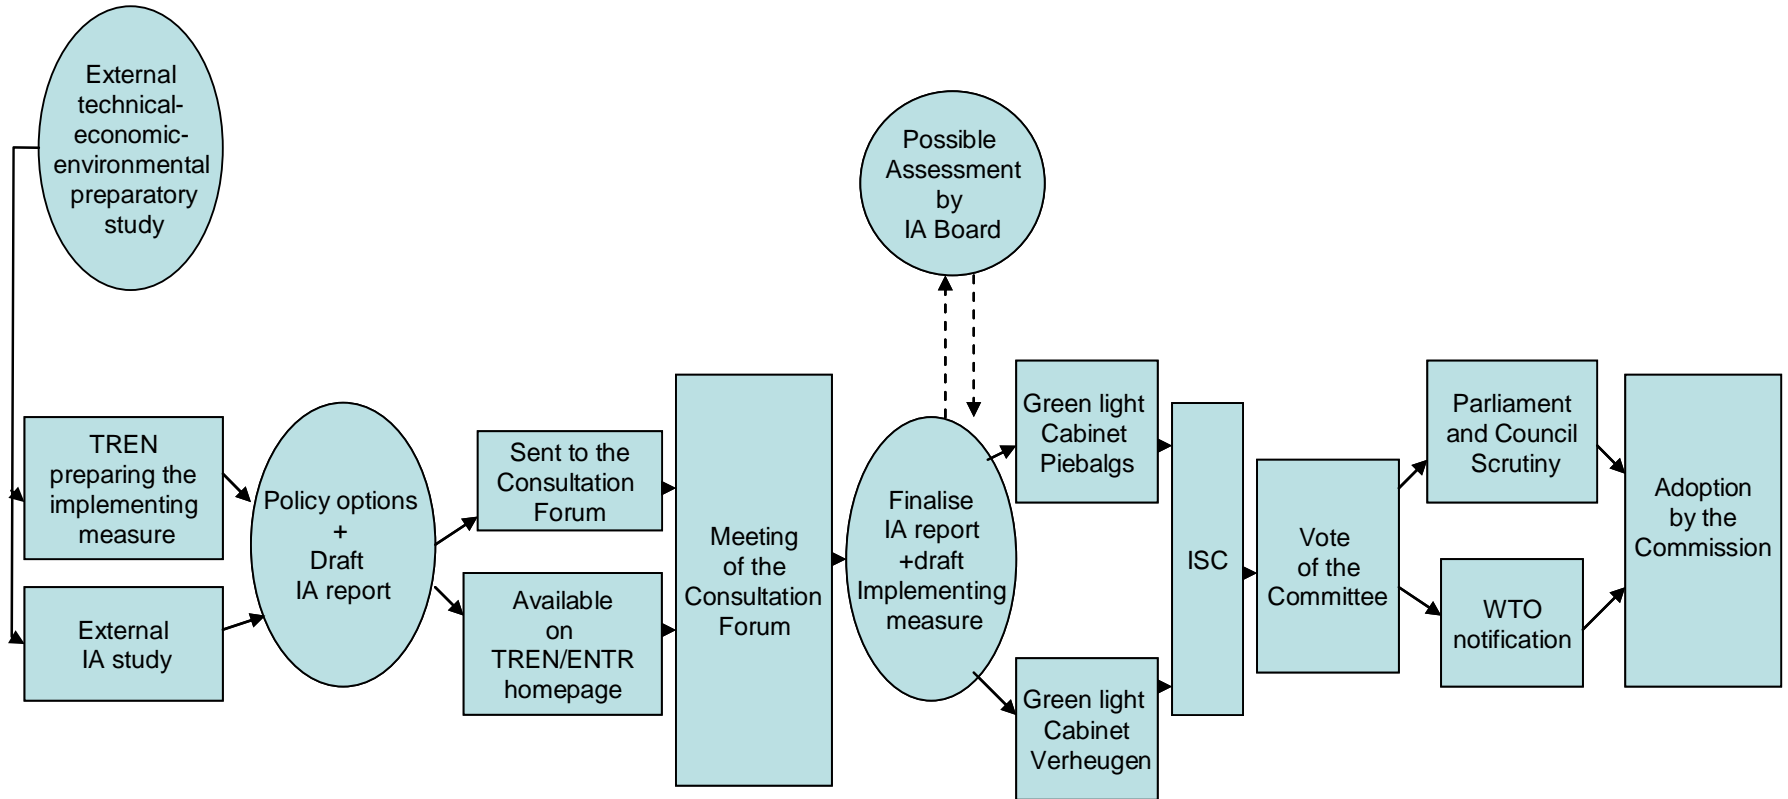 External
technical-
economic-
environmental
preparatory
study
TREN
preparing the
implementing
measure
External
IA study
Policy options
+
Draft
IA report
Sent to the
Consultation
Forum
Available
on
TREN/ENTR
homepage
Meeting
of the
Consultation
Forum
Possible
Assessment
by
IA Board
Finalise
IA report
+draft
Implementing
measure
Green light
Cabinet
Piebalgs
Green light
Cabinet
Verheugen
ISC
Vote
of the
Committee
Parliament
and Council
Scrutiny
WTO
notification
Adoption
by the
Commission